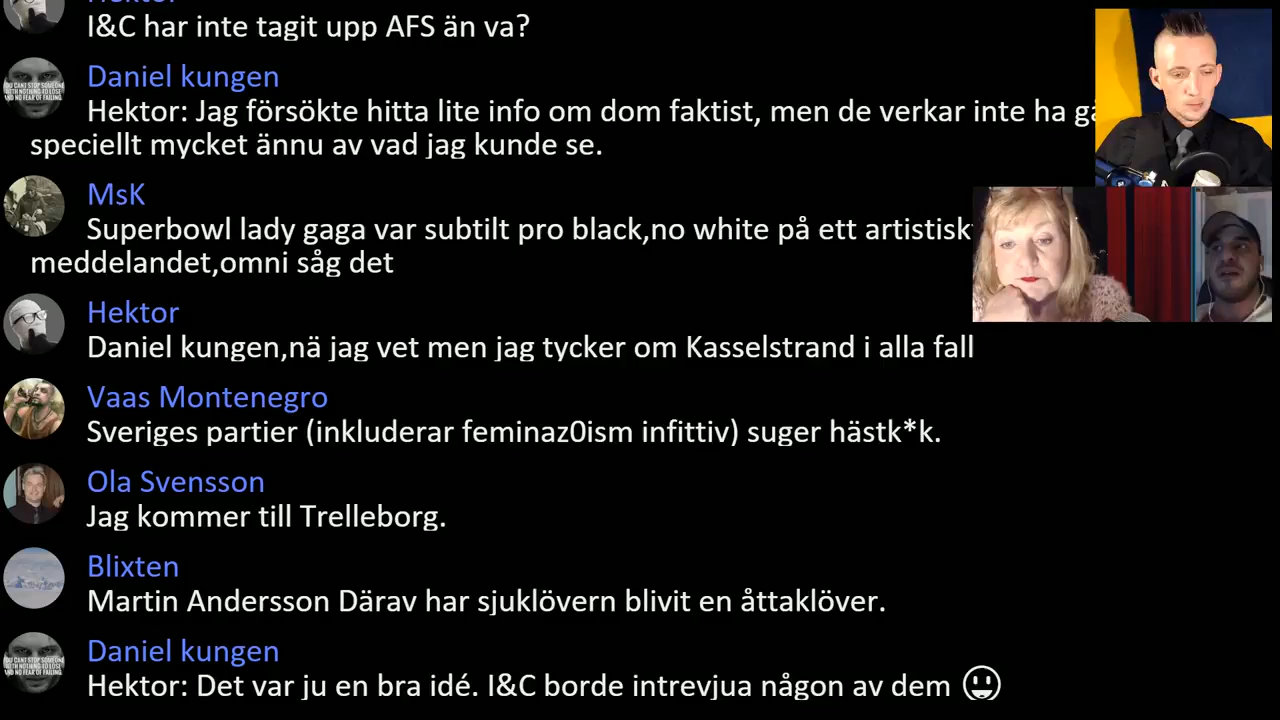 Hektor
I&C har inte tagit upp AFS än va?
Daniel kungen
Hektor: Jag försökte hitta lite info om dom faktist, men de verkar inte ha
speciellt mycket ännu av vad jag kunde se.
MsK
Superbowl lady gaga var subtilt pro black,no white på ett artistiskt
meddelandet,omni såg det
Hektor
Daniel kungen,nä jag vet men jag tycker om Kasselstrand i alla fall
Vaas Montenegro
Sveriges partier (inkluderar feminaz0ism infittiv) suger hästk*k.
Ola Svensson
Jag kommer till Trelleborg.
Blixten
Martin Andersson Därav har sjuklövern blivit en åttaklöver.
Daniel kungen
Hektor: Det var ju en bra idé. I&C borde intrevjua någon av dem 😃